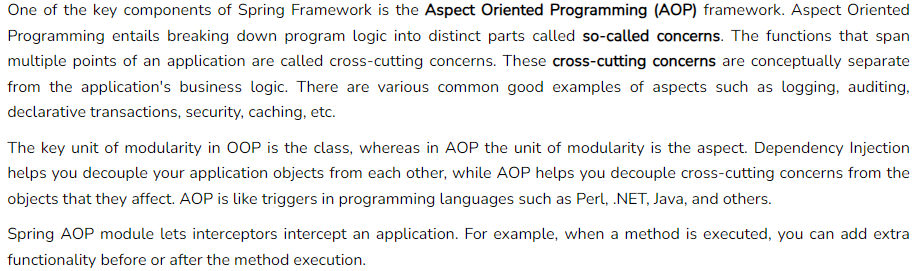 One of the key components of Spring Framework is the Aspect Oriented Programming (AOP) framework. Aspect Oriented
Programming entails breaking down program logic into distinct parts called so-called concerns. The functions that span
multiple points of an application are called cross-cutting concerns. These cross-cutting concerns are conceptually separate
from the application's business logic. There are various common good examples of aspects such as logging, auditing,
declarative transactions, security, caching, etc.
The key unit of modularity in OOP is the class, whereas in AOP the unit of modularity is the aspect. Dependency Injection
helps you decouple your application objects from each other, while AOP helps you decouple cross-cutting concerns from the
objects that they affect. AOP is like triggers in programming languages such as Perl, .NET, Java, and others.
Spring AOP module lets interceptors intercept an application. For example, when a method is executed, you can add extra
functionality before or after the method execution.